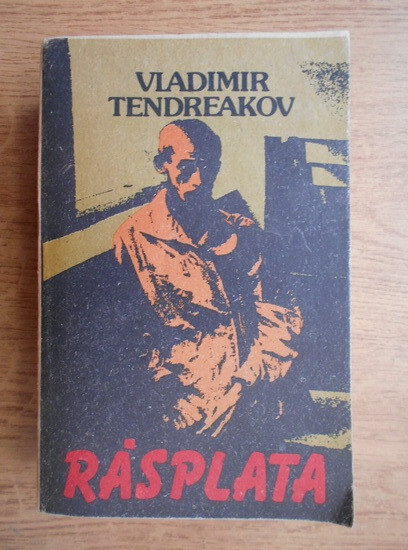 VLADIMIR
TENDREAKOV
RĂSPLATA